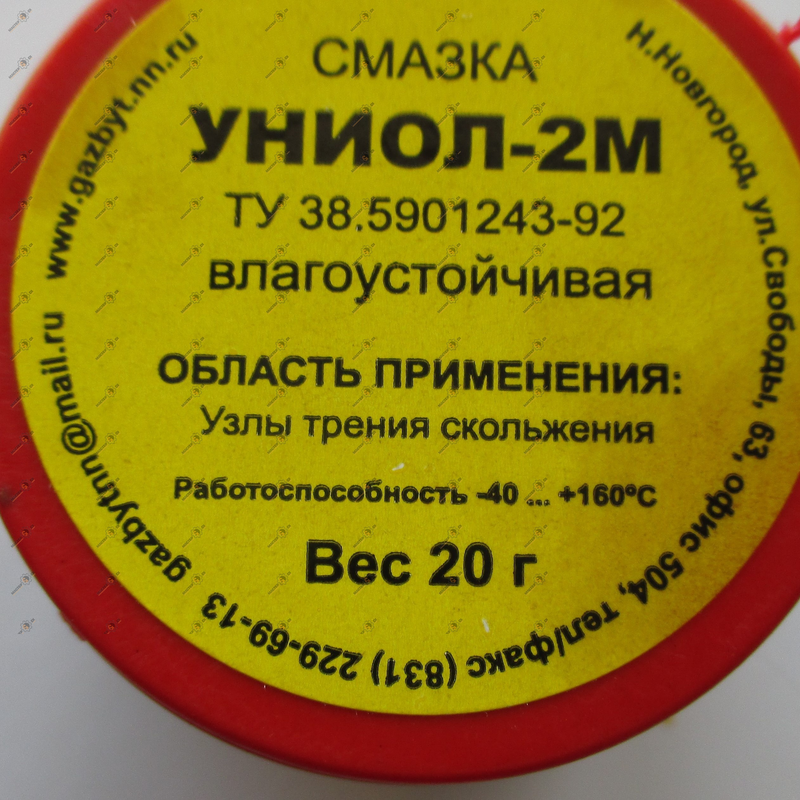 СМАЗКА
УНИОЛ-2М
ТУ 38.5901243-92
влагоустойчивая
ОБЛАСТЬ ПРИМЕНЕНИЯ:
Узлы трения скольжения
Работоспособность -40 ... +160ºС
Вес 20 г
Н.Новгород, ул.Свободы, 63, офис 504, тел/факс (831) 229-69-13 gazbytnn@mail.ru www.gazbyt.nn.ru